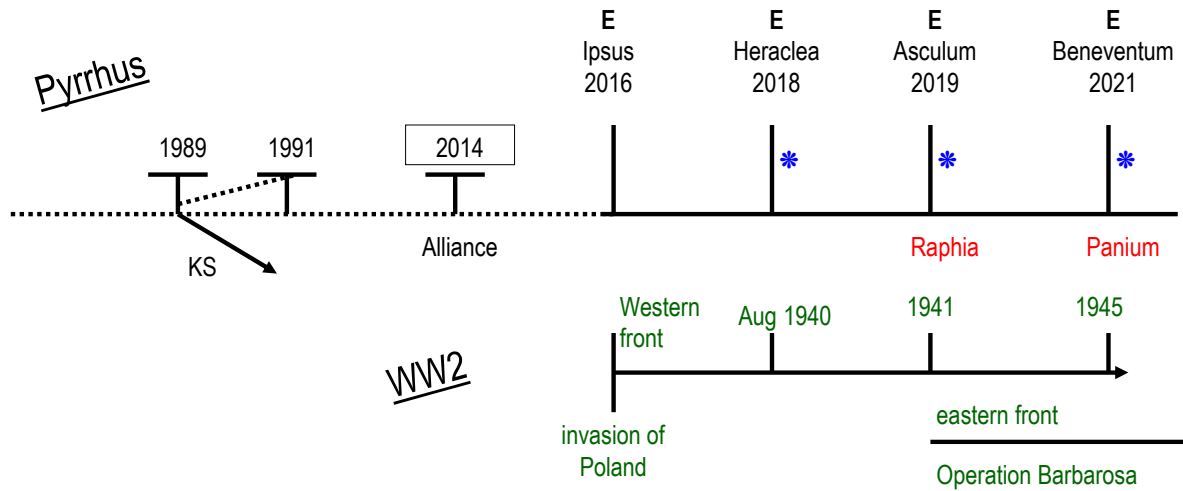 E E E E
Ipsus Heraclea Asculum Beneventum
2016 2018 2019 2021
Pyrrhus
1989 1991 2014
KS
Alliance
Raphia Panium
Western
front
Aug 1940 1941 1945
WW2
invasion of
Poland
eastern front
Operation Barbarosa